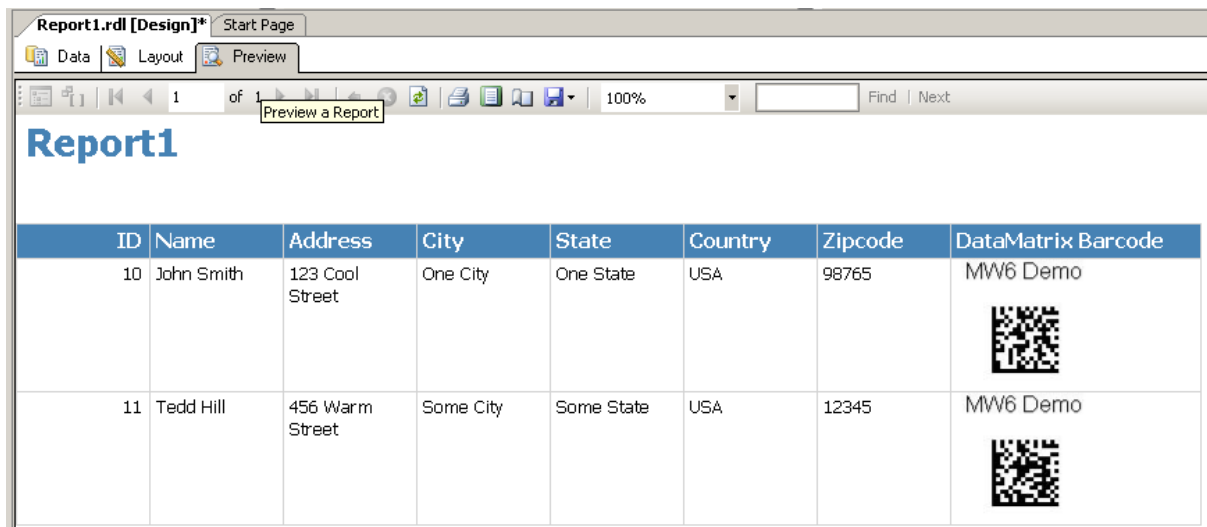 Report1.rdl [Design]* Start Page
Data Layout Preview
1 of 1 100% Find | Next
Preview a Report
Report1
ID Name Address City State Country Zipcode DataMatrix Barcode
10 John Smith 123 Cool One City One State USA 98765 MW6 Demo
Street
11 Tedd Hill 456 Warm Some City Some State USA 12345 MW6 Demo
Street